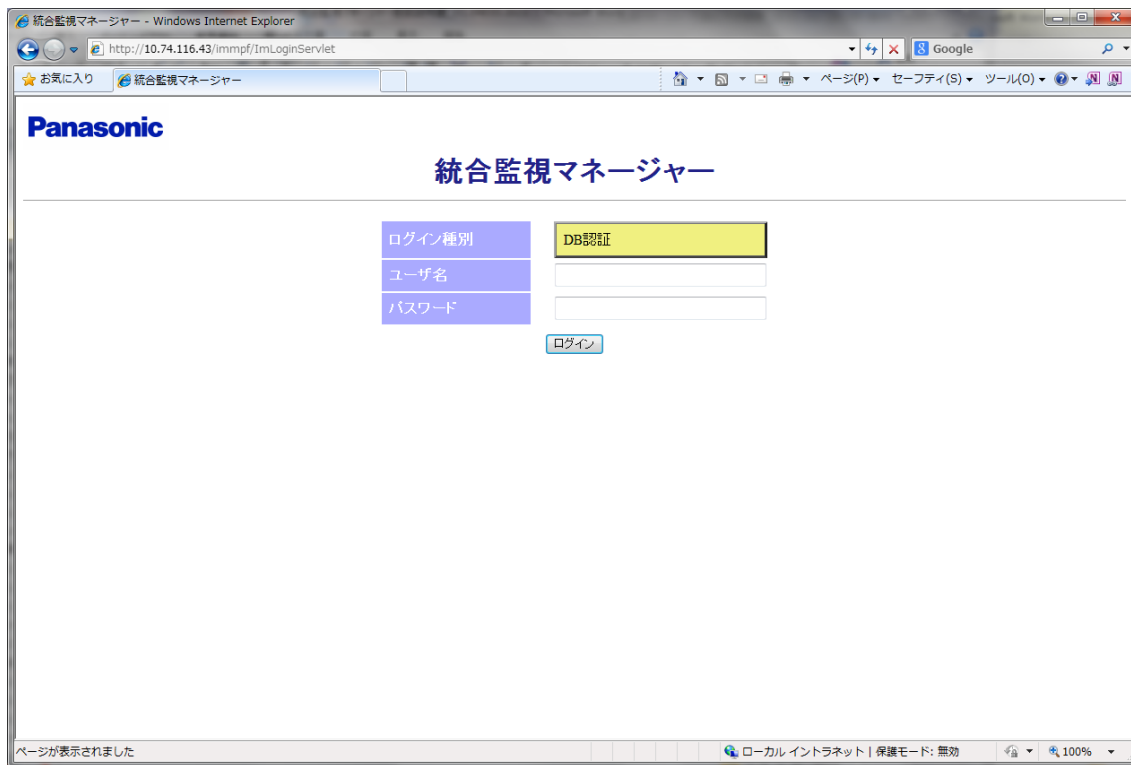 統合監視マネージャー - Windows Internet Explorer
http://10.74.116.43/immpf/ImLoginServlet
Google
お気に入り
統合監視マネージャー
ページ(P)
セーフティ(S)
ツール(O)
Panasonic
統合監視マネージャー
ログイン種別
DB認証
ユーザ名
パスワード
ログイン
ページが表示されました
ローカル イントラネット | 保護モード: 無効
100%